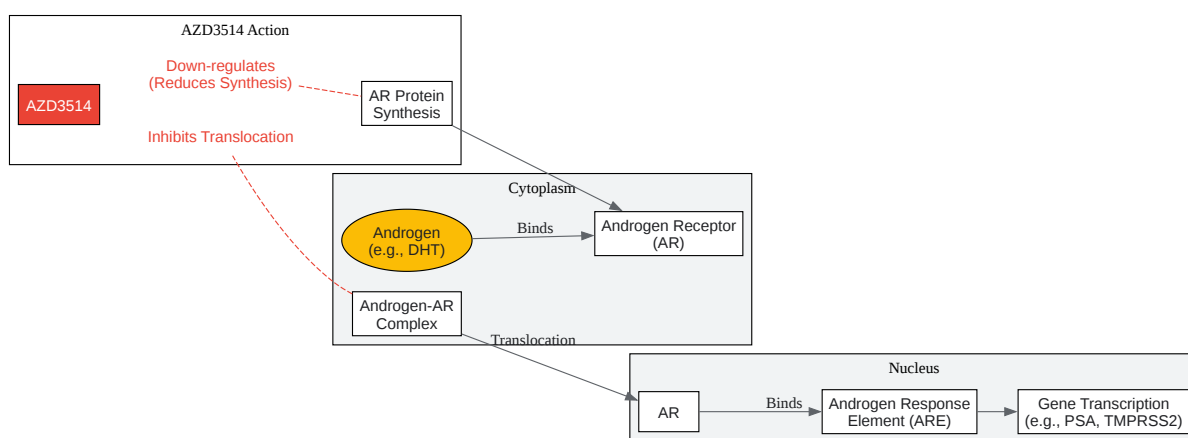 AZD3514 Action
Down-regulates
(Reduces Synthesis)
AZD3514
AR Protein
Synthesis
Inhibits Translocation
Cytoplasm
Androgen
(e.g., DHT)
Binds
Androgen Receptor
(AR)
Androgen-AR
Complex
Translocation
Nucleus
AR
Binds
Androgen Response
Element (ARE)
Gene Transcription
(e.g., PSA, TMPRSS2)